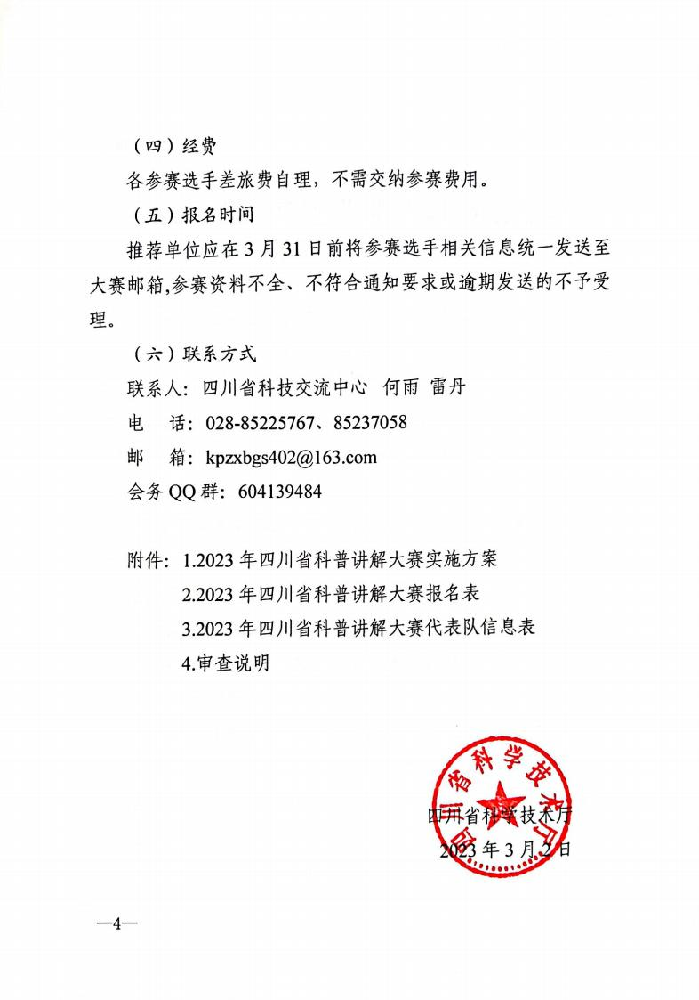 （四）经费
各参赛选手差旅费自理，不需交纳参赛费用。
（五）报名时间
推荐单位应在 3 月 31 日前将参赛选手相关信息统一发送至
大赛邮箱,参赛资料不全、不符合通知要求或逾期发送的不予受
理。
（六）联系方式
联系人：四川省科技交流中心 何雨 雷丹
电 话：028-85225767、85237058
邮 箱：kpzxbgs402@163.com
会务 QQ 群：604139484
附件：1.2023 年四川省科普讲解大赛实施方案
2.2023 年四川省科普讲解大赛报名表
3.2023 年四川省科普讲解大赛代表队信息表
4.审查说明
四川省科学技术厅
四川省科学技术厅
2023 年 3 月 2 日
—4—